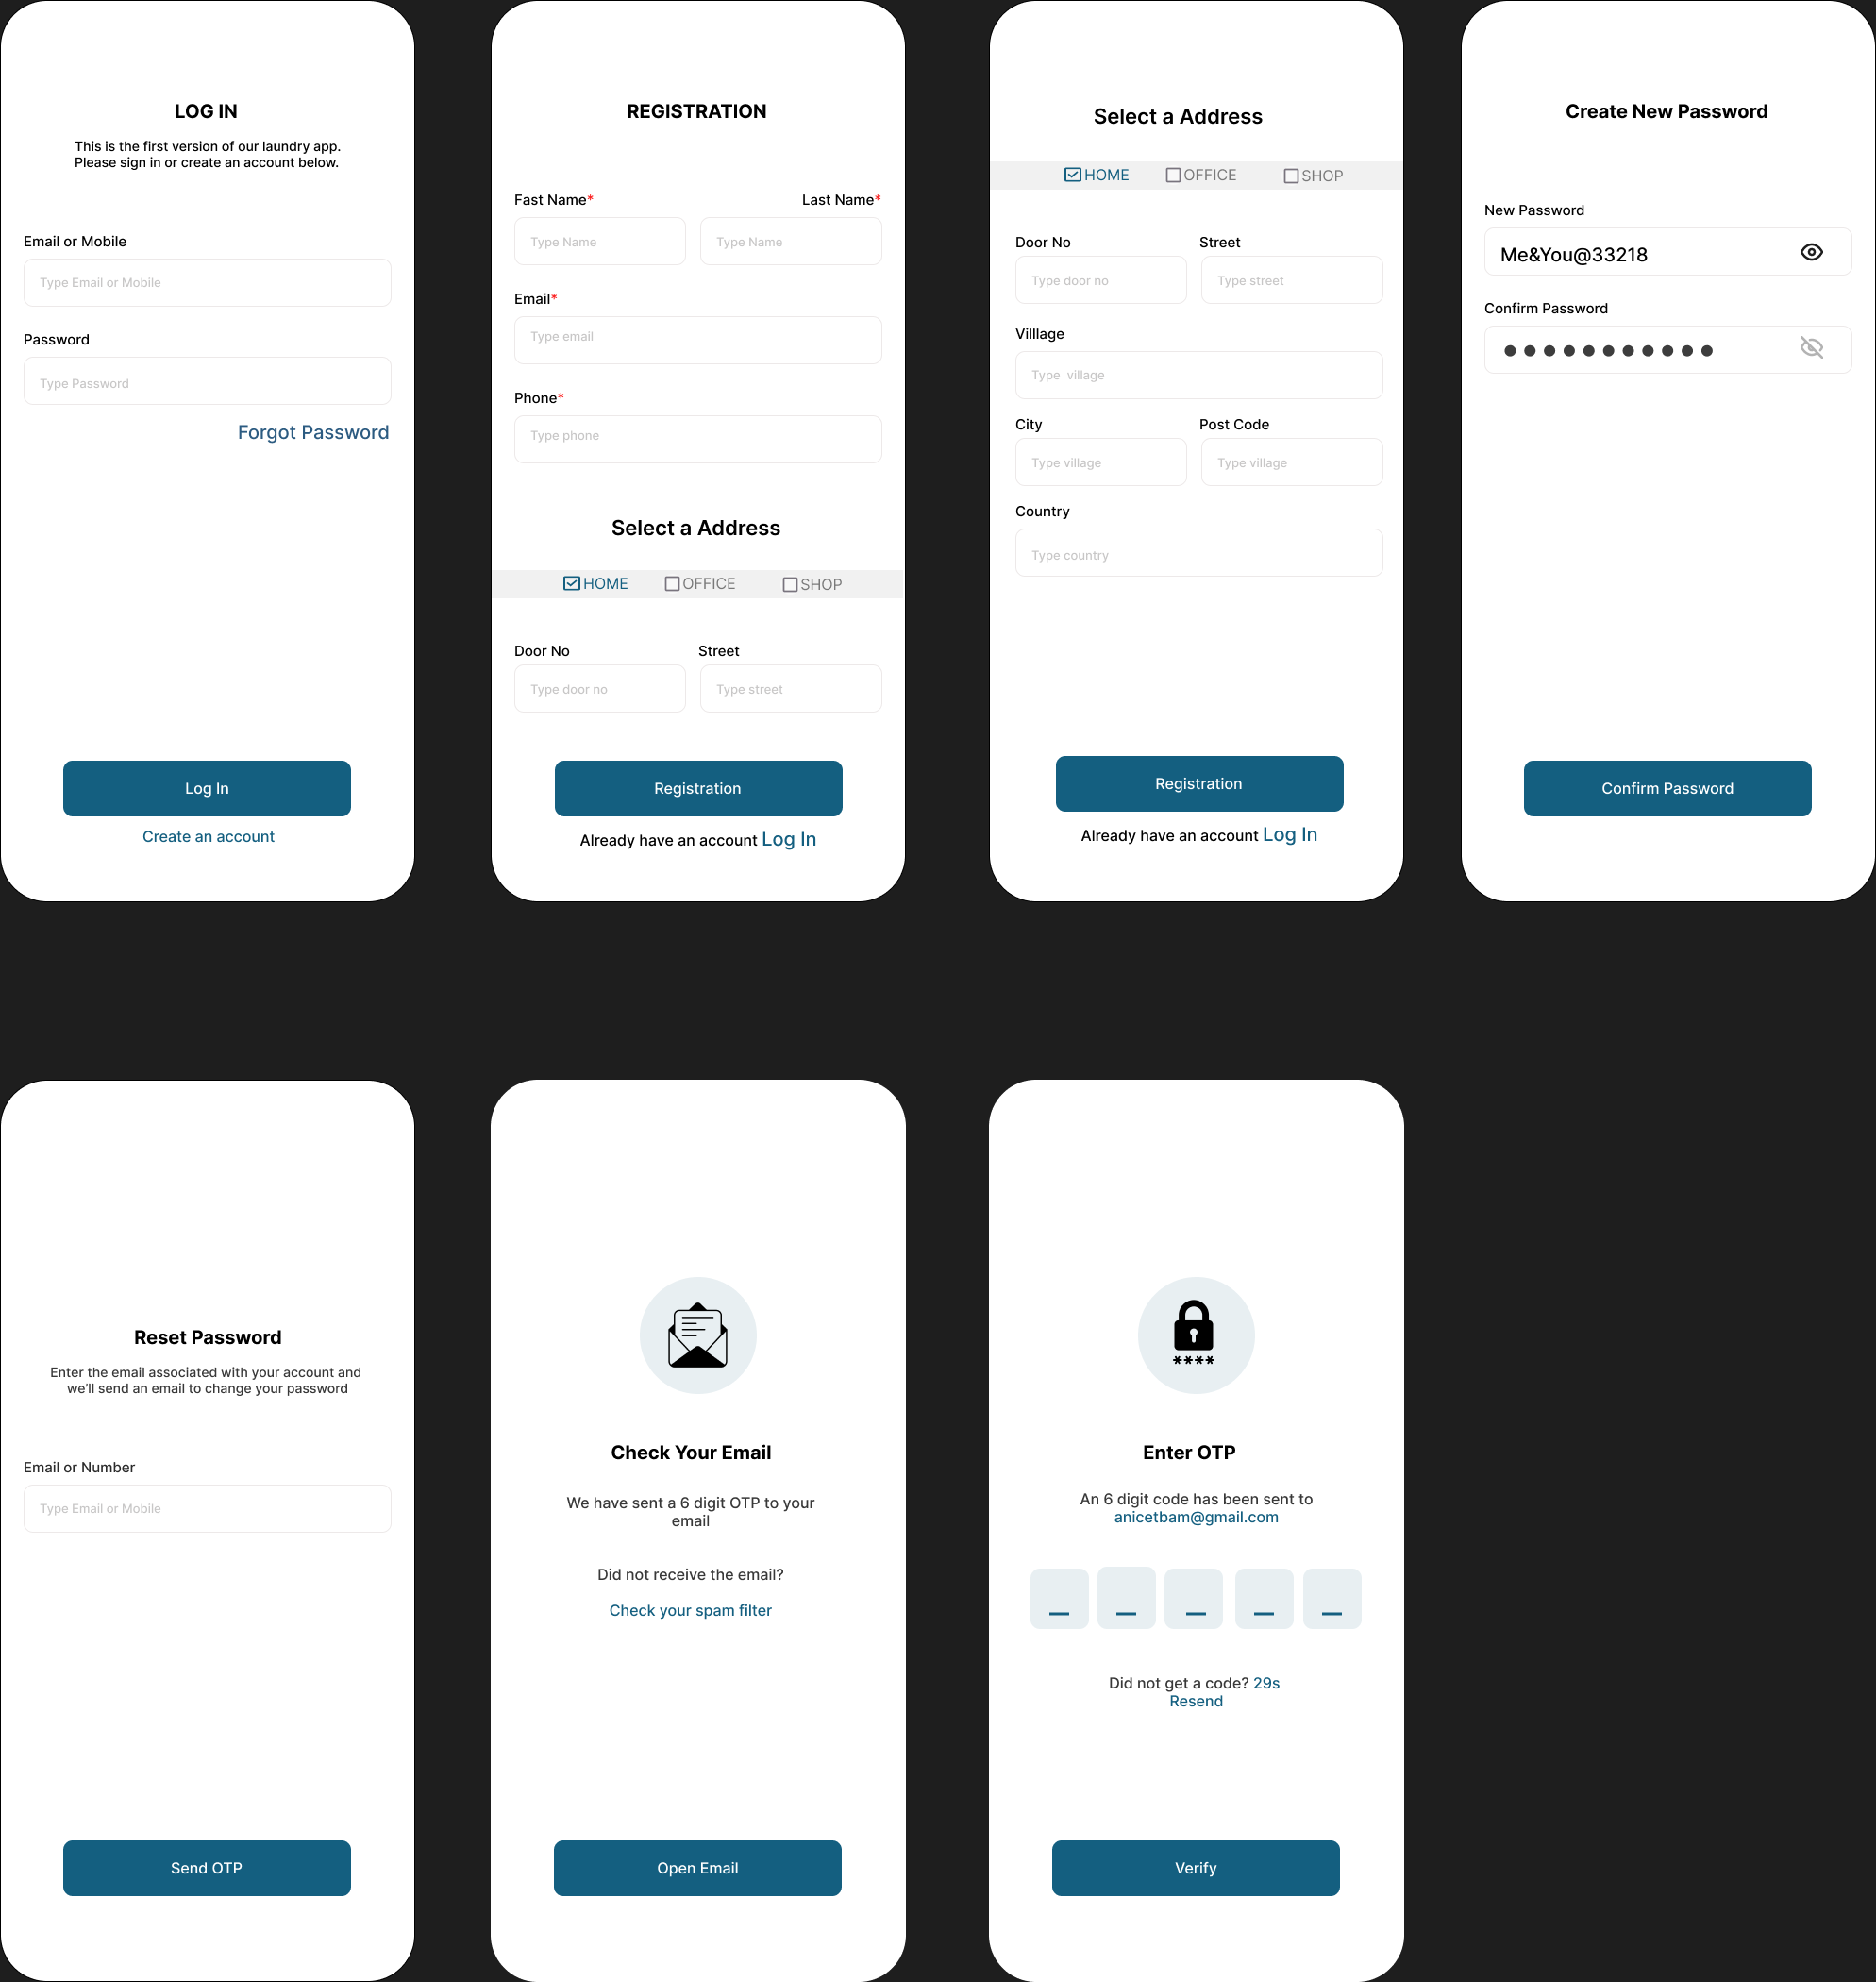 LOG IN
This is the first version of our laundry app.
Please sign in or create an account below.
Email or Mobile
Type Email or Mobile
Password
Type Password
Forgot Password
Log In
Create an account
REGISTRATION
Fast Name* Last Name*
Type Name Type Name
Email*
Type email
Phone*
Type phone
Select a Address
HOME OFFICE SHOP
Door No Street
Type door no Type street
Registration
Already have an account Log In
Select a Address
HOME OFFICE SHOP
Door No Street
Type door no Type street
Villlage
Type  village
City Post Code
Type village Type village
Country
Type country
Registration
Already have an account Log In
Create New Password
New Password
Me&You@33218
Confirm Password
Confirm Password
Reset Password
Enter the email associated with your account and
we'll send an email to change your password
Email or Number
Type Email or Mobile
Send OTP
Check Your Email
We have sent a 6 digit OTP to your
email
Did not receive the email?
Check your spam filter
Open Email
****
Enter OTP
An 6 digit code has been sent to
anicetbam@gmail.com
Did not get a code? 29s
Resend
Verify